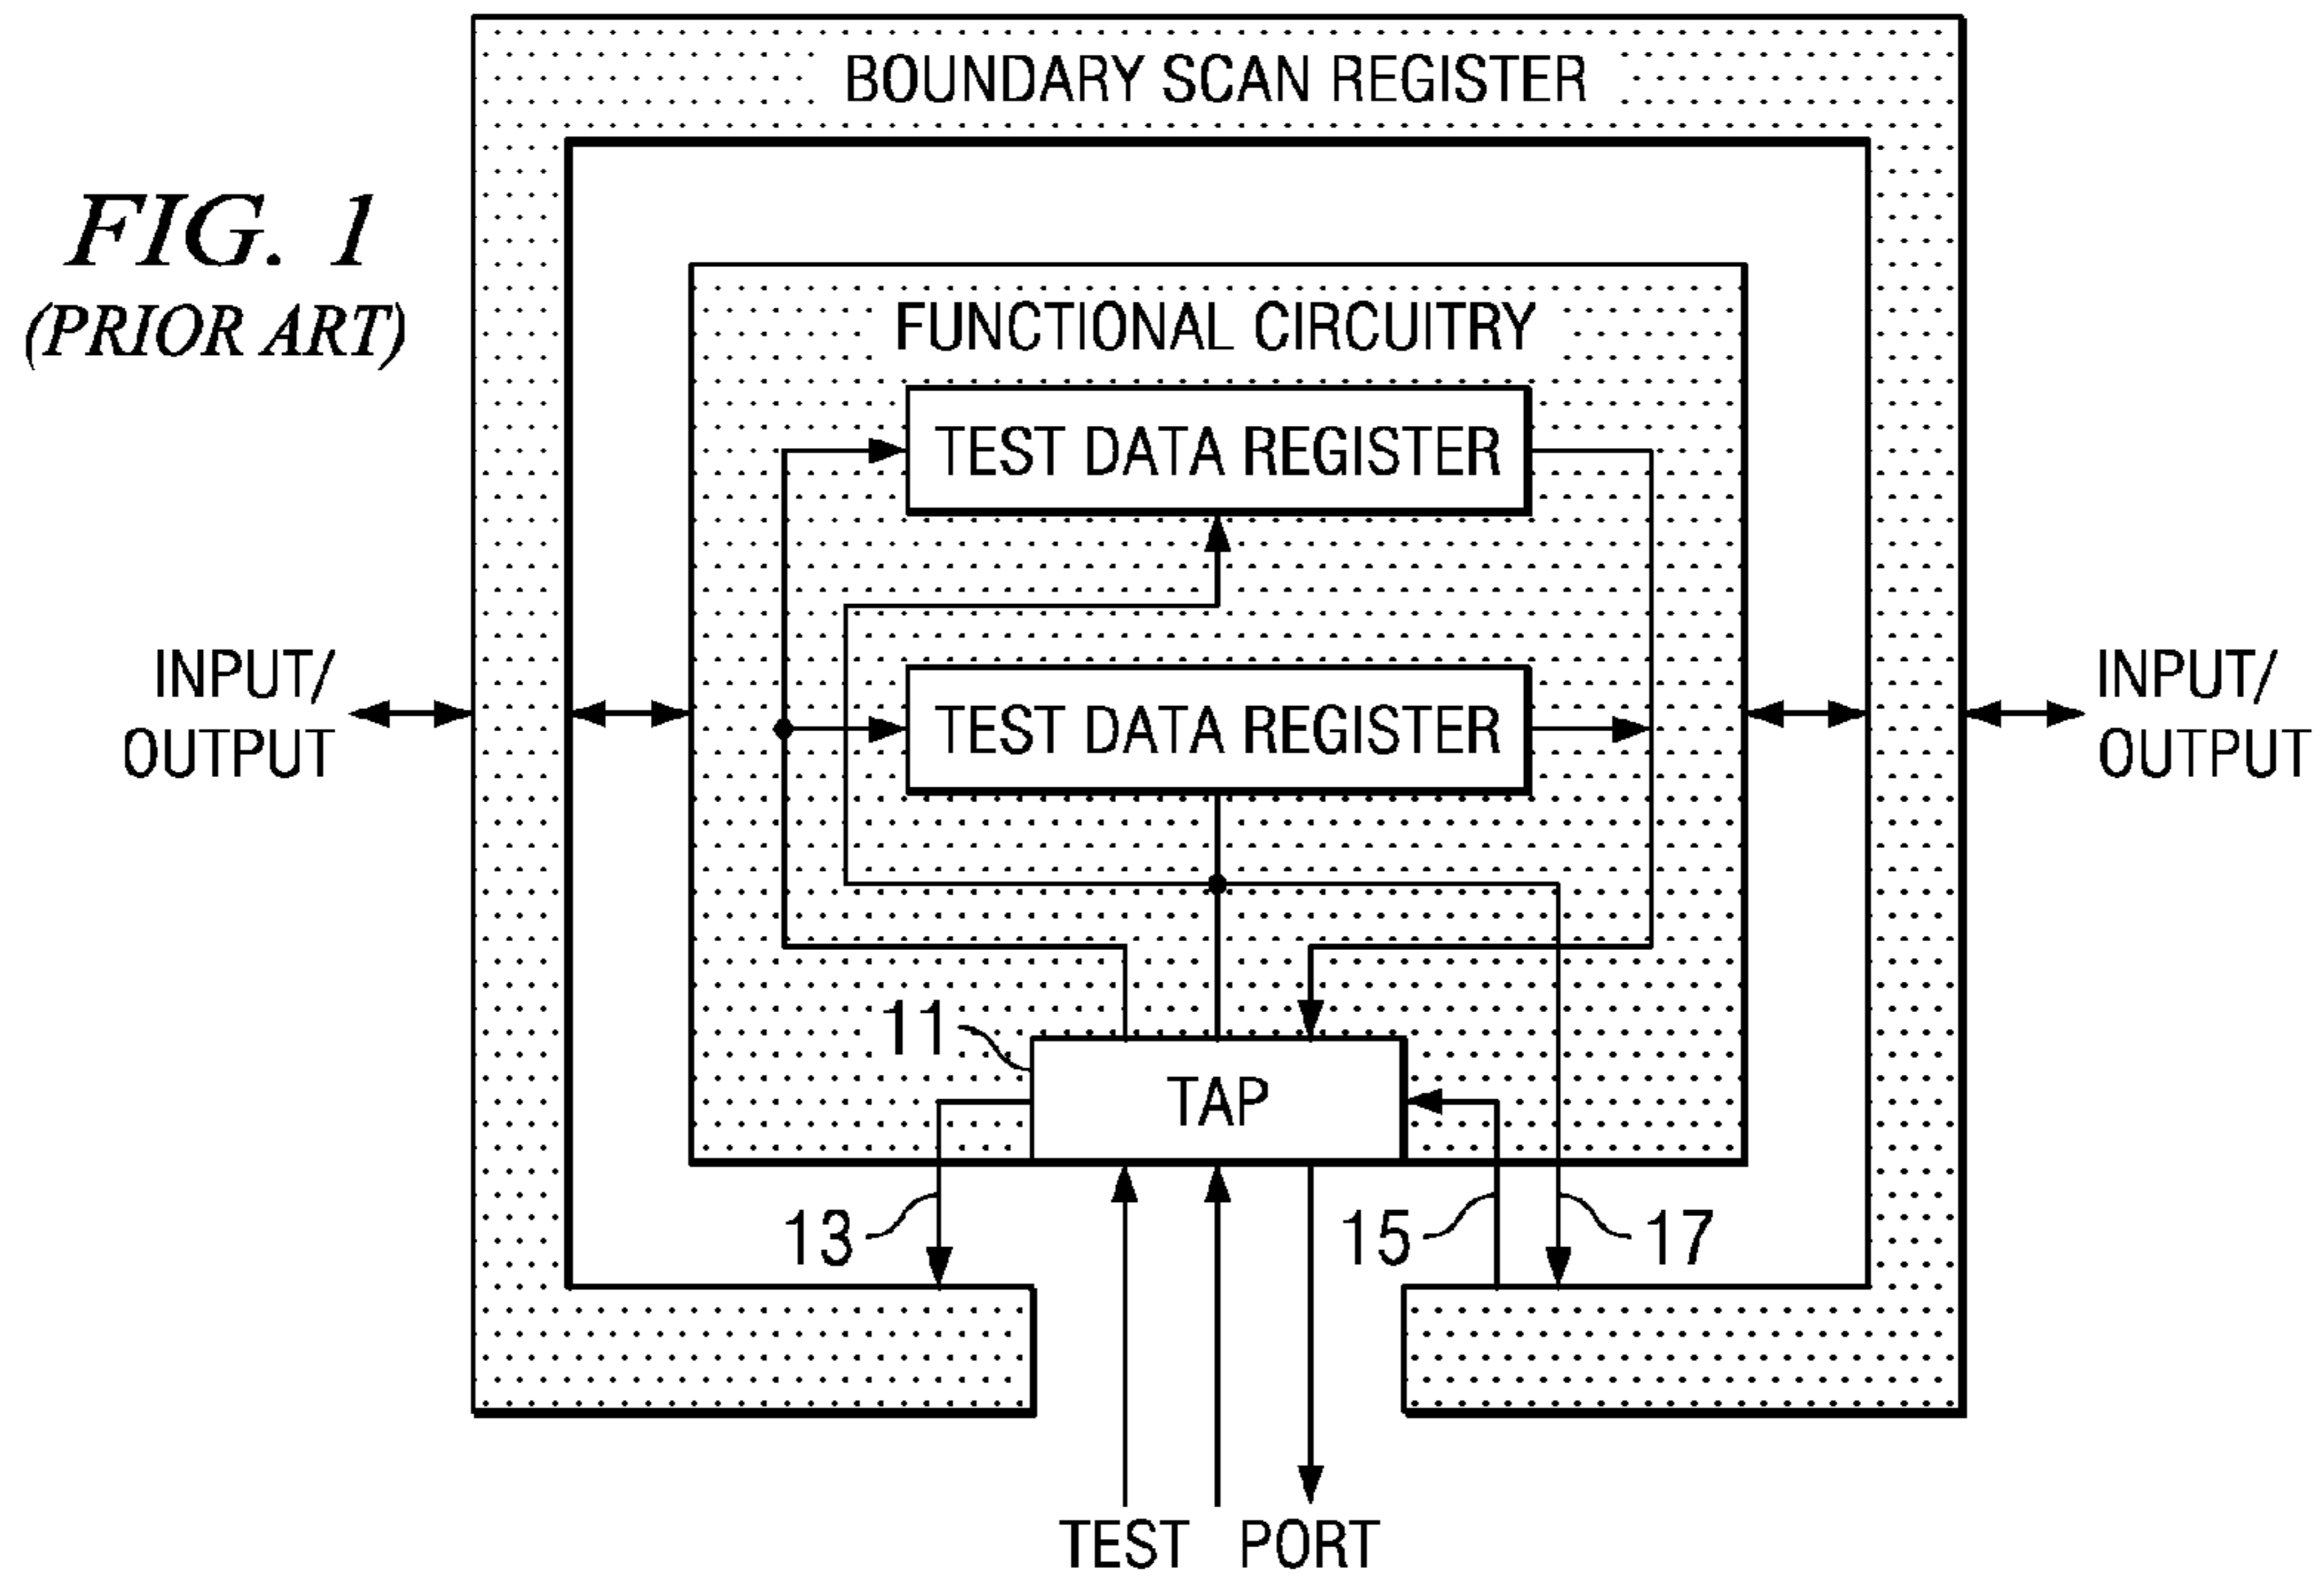 BOUNDARY SCAN REGISTER
FIG. 1
(PRIOR ART)
FUNCTIONAL CIRCUITRY
TEST DATA REGISTER
INPUT/
OUTPUT
TEST DATA REGISTER
INPUT/
OUTPUT
11
TAP
13
15
17
TEST PORT